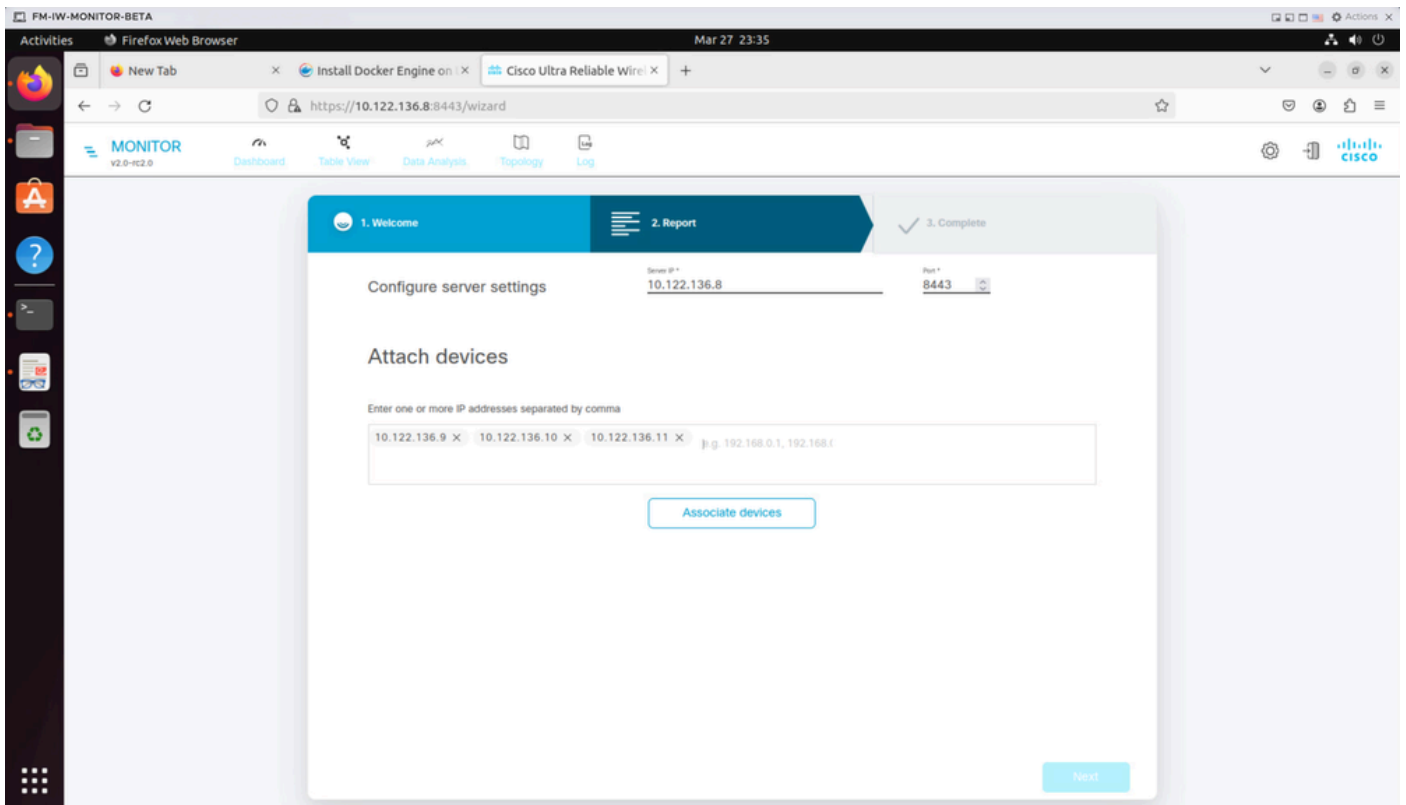 FM-IW-MONITOR-BETA
Actions
Activities Firefox Web Browser Mar 27 23:35
New Tab Install Docker Engine on Cisco Ultra Reliable Wirel
https://10.122.136.8:8443/wizard
MONITOR
v2.0-rc2.0
Dashboard Table View Data Analysis Topology Log
CISCO
1. Welcome 2. Report 3. Complete
Configure server settings
Server IP *
10.122.136.8
Port *
8443
Attach devices
Enter one or more IP addresses separated by comma
10.122.136.9 × 10.122.136.10 × 10.122.136.11 × e.g. 192.168.0.1, 192.168.(
Associate devices
Next